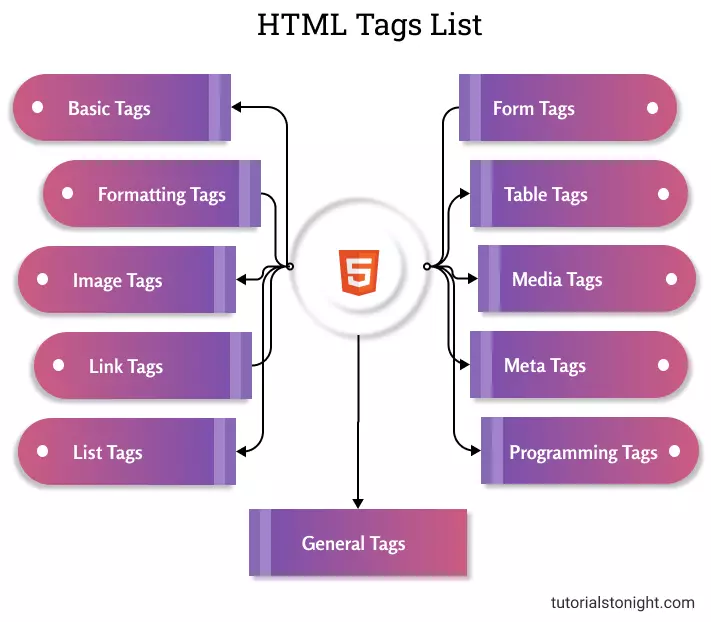 HTML Tags List
Basic Tags
Formatting Tags
Image Tags
Link Tags
List Tags
Form Tags
Table Tags
Media Tags
Meta Tags
Programming Tags
5
General Tags
tutorialstonight.com